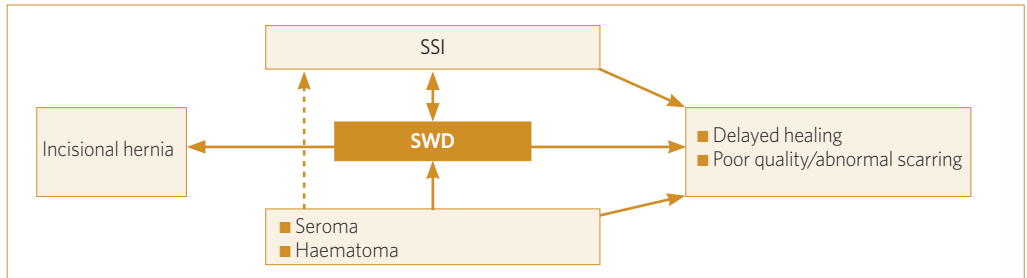 SSI
Incisional hernia
SWD
■ Delayed healing
■ Poor quality/abnormal scarring
■ Seroma
■ Haematoma